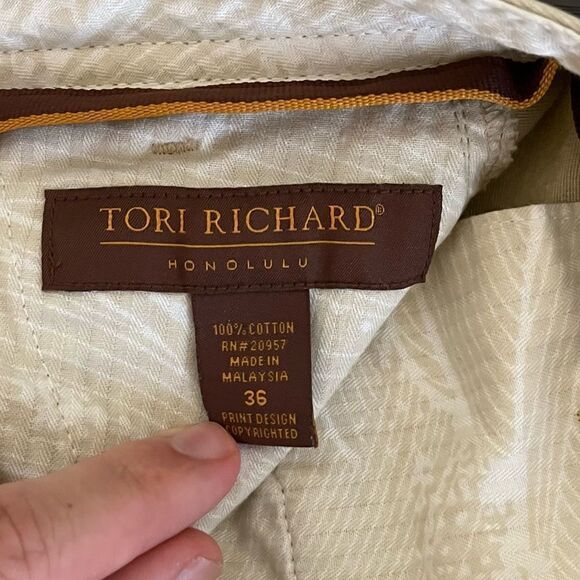 TORI RICHARD®
HONOLULU
100% COTTON
RN#20957
MADE IN
MALAYSIA
36
PRINT DESIGN
COPYRIGHTED